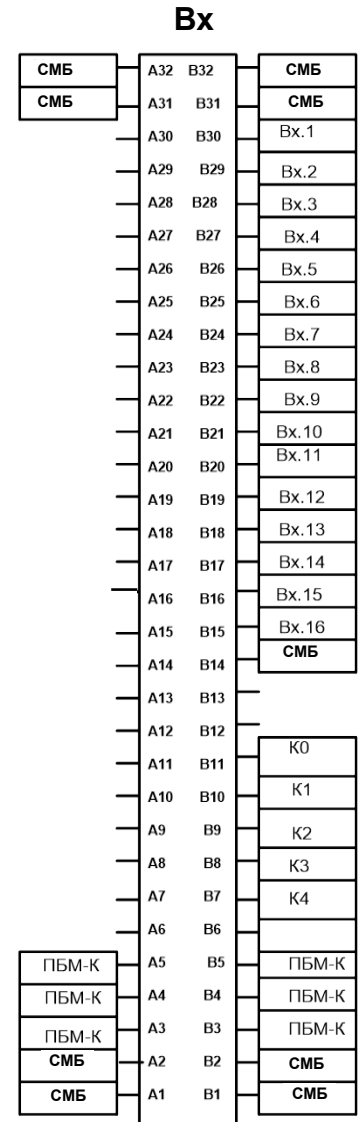 Вх
СМБ A32 B32 СМБ
СМБ A31 B31 СМБ
A30 B30 Вх.1
A29 B29 Вх.2
A28 B28 Вх.3
A27 B27 Вх.4
A26 B26 Вх.5
A25 B25 Вх.6
A24 B24 Вх.7
A23 B23 Вх.8
A22 B22 Вх.9
A21 B21 Вх.10
A20 B20 Вх.11
A19 B19 Вх.12
A18 B18 Вх.13
A17 B17 Вх.14
A16 B16 Вх.15
A15 B15 Вх.16
A14 B14 СМБ
A13 B13
A12 B12
A11 B11 К0
A10 B10 К1
A9 B9 К2
A8 B8 К3
A7 B7 К4
A6 B6
ПБМ-К A5 B5 ПБМ-К
ПБМ-К A4 B4 ПБМ-К
ПБМ-К A3 B3 ПБМ-К
СМБ A2 B2 СМБ
СМБ A1 B1 СМБ